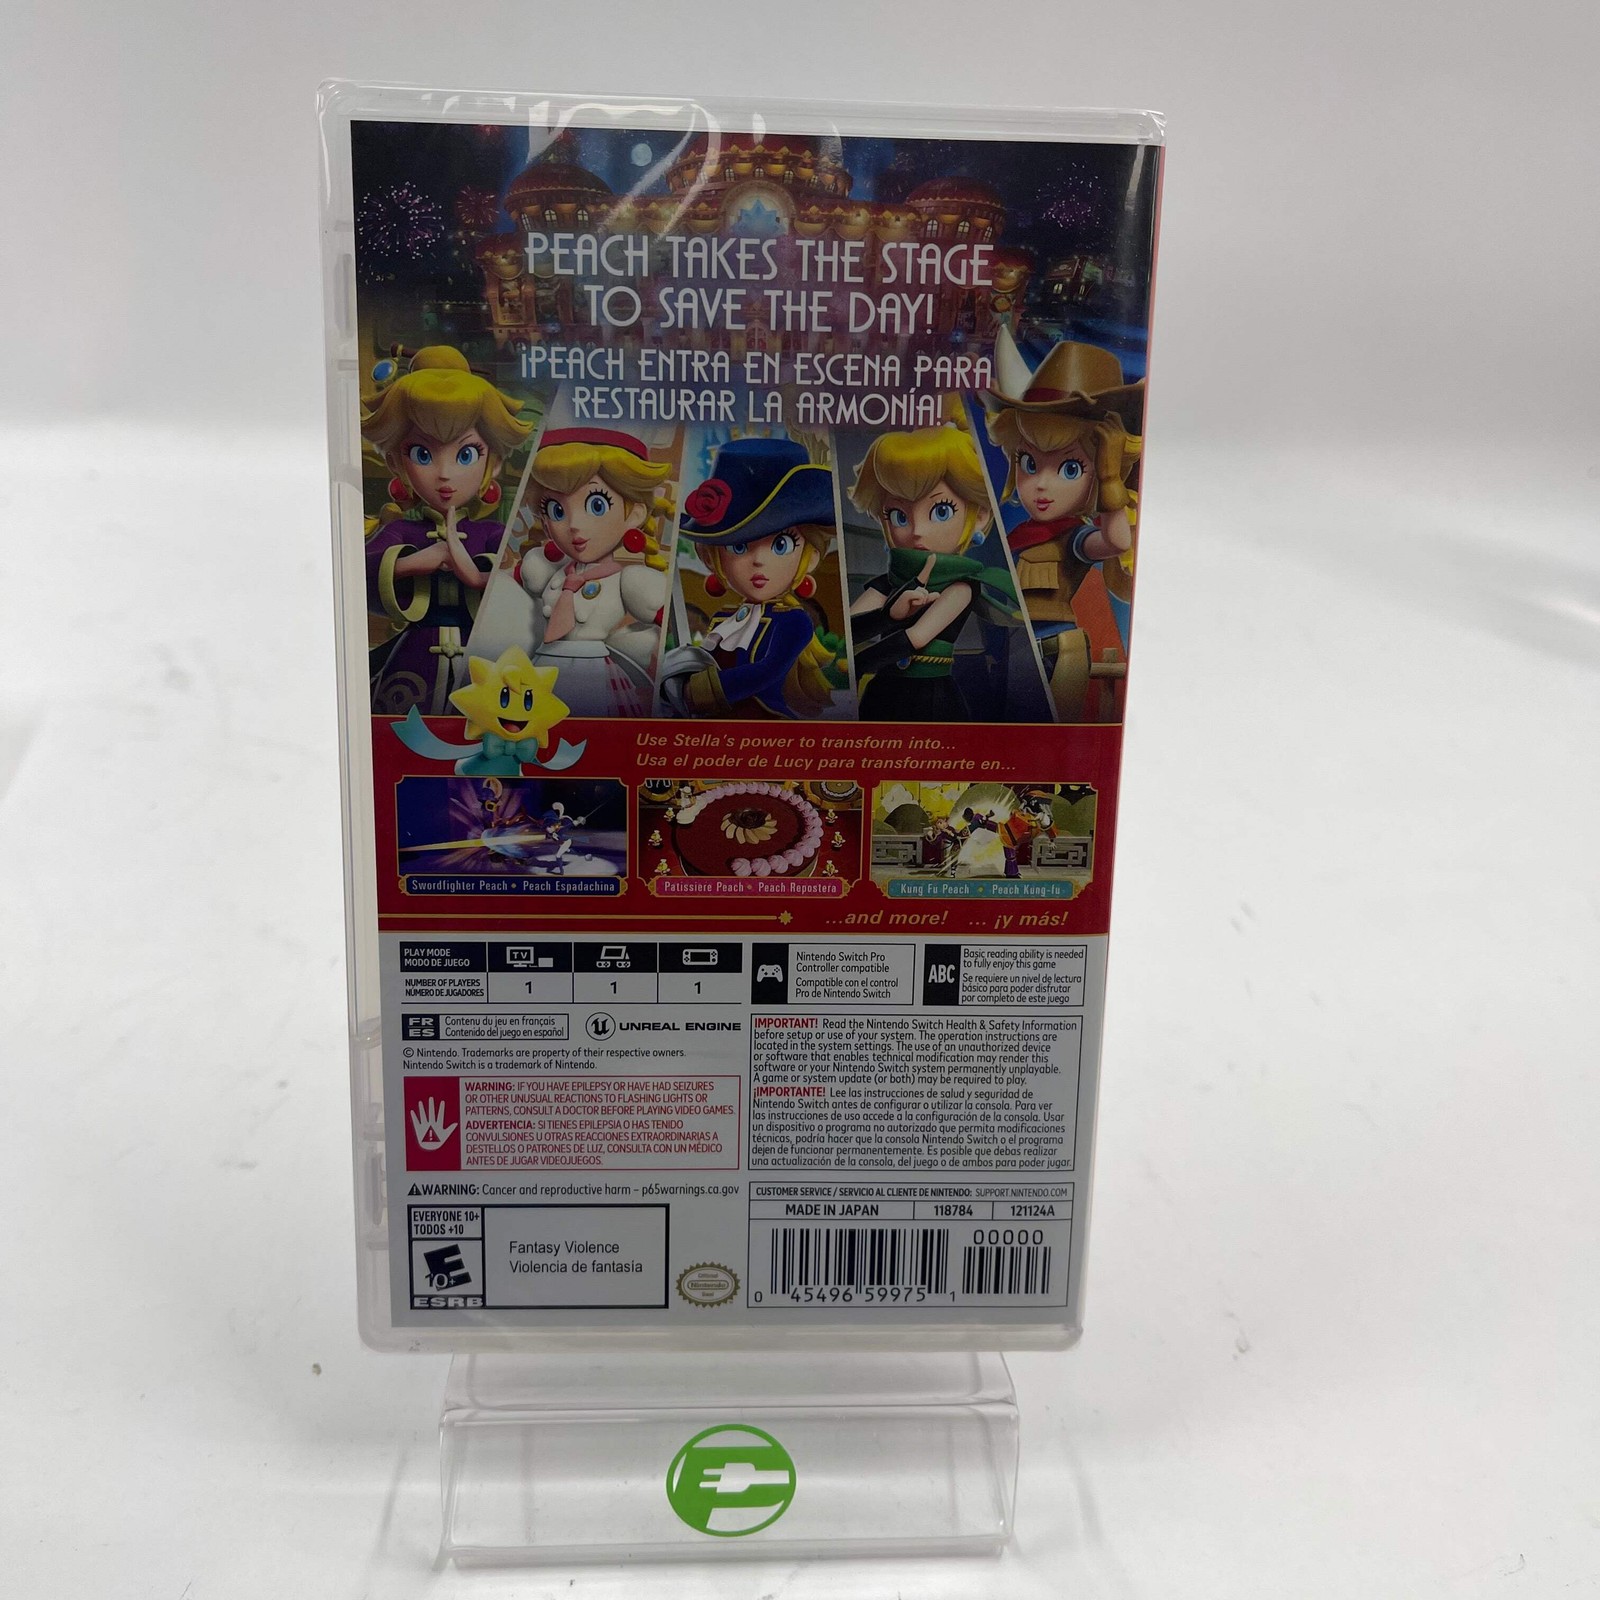 PEACH TAKES THE STAGE
TO SAVE THE DAY!
¡PEACH ENTRA EN ESCENA PARA
RESTAURAR LA ARMONÍA!
Use Stella's power to transform into...
Usa el poder de Lucy para transformarte en...
Swordfighter Peach • Peach Espadachina
Patissiere Peach • Peach Repostera
Kung Fu Peach • Peach Kung-fu
...and more! ... ¡y más!
PLAY MODE
MODO DE JUEGO
TV
NUMBER OF PLAYERS
NÚMERO DE JUGADORES
1 1 1
Nintendo Switch Pro
Controller compatible
Compatible con el control
Pro de Nintendo Switch
ABC
Basic reading ability is needed
to fully enjoy this game
Se requiere un nivel de lectura
básico para poder disfrutar
por completo de este juego
FR
ES
Contenu du jeu en français
Contenido del juego en español
UNREAL ENGINE
© Nintendo. Trademarks are property of their respective owners.
Nintendo Switch is a trademark of Nintendo.
WARNING: IF YOU HAVE EPILEPSY OR HAVE HAD SEIZURES
OR OTHER UNUSUAL REACTIONS TO FLASHING LIGHTS OR
PATTERNS, CONSULT A DOCTOR BEFORE PLAYING VIDEO GAMES.
ADVERTENCIA: SI TIENES EPILEPSIA O HAS TENIDO
CONVULSIONES U OTRAS REACCIONES EXTRAORDINARIAS A
DESTELLOS O PATRONES DE LUZ, CONSULTA CON UN MÉDICO
ANTES DE JUGAR VIDEOJUEGOS.
IMPORTANT! Read the Nintendo Switch Health & Safety Information
before setup or use of your system. The operation instructions are
located in the system settings. The use of an unauthorized device
or software that enables technical modification may render this
software or your Nintendo Switch system permanently unplayable.
A game or system update (or both) may be required to play.
¡IMPORTANTE! Lee las instrucciones de salud y seguridad de
Nintendo Switch antes de configurar o utilizar la consola. Para ver
las instrucciones de uso accede a la configuración de la consola. Usar
un dispositivo o programa no autorizado que permita modificaciones
técnicas, podría hacer que la consola Nintendo Switch o el programa
dejen de funcionar permanentemente. Es posible que debas realizar
una actualización de la consola, del juego o de ambos para poder jugar.
WARNING: Cancer and reproductive harm – p65warnings.ca.gov
EVERYONE 10+
TODOS +10
E
10+
ESRB
Fantasy Violence
Violencia de fantasía
Official
Nintendo
Seal
CUSTOMER SERVICE / SERVICIO AL CLIENTE DE NINTENDO: SUPPORT.NINTENDO.COM
MADE IN JAPAN 118784 121124A
00000
0 45496 59975 1